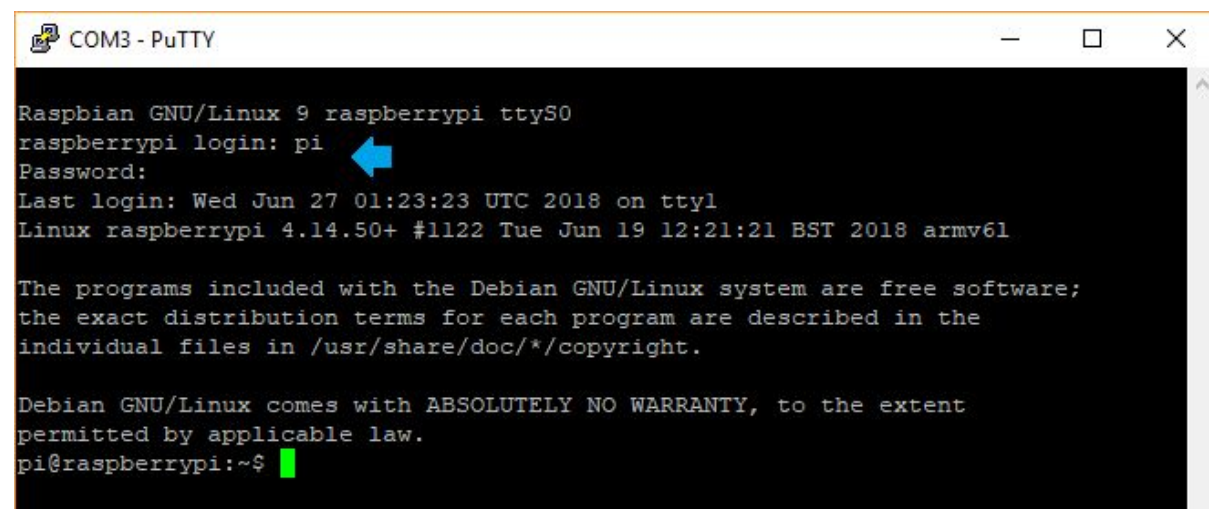 COM3 - PuTTY
Raspbian GNU/Linux 9 raspberrypi ttyS0
raspberrypi login: pi
Password:
Last login: Wed Jun 27 01:23:23 UTC 2018 on tty1
Linux raspberrypi 4.14.50+ #1122 Tue Jun 19 12:21:21 BST 2018 armv6l
The programs included with the Debian GNU/Linux system are free software;
the exact distribution terms for each program are described in the
individual files in /usr/share/doc/*/copyright.
Debian GNU/Linux comes with ABSOLUTELY NO WARRANTY, to the extent
permitted by applicable law.
pi@raspberrypi:~$